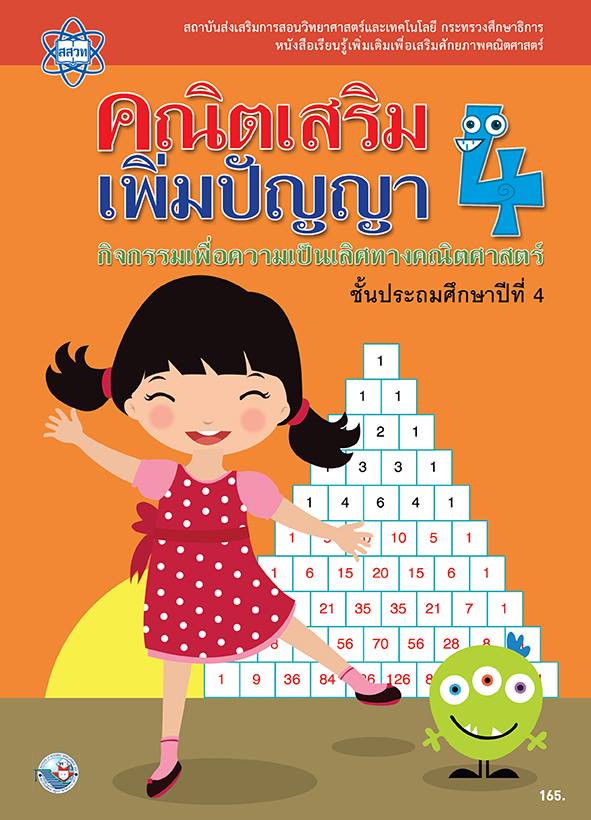 สถาบันส่งเสริมการสอนวิทยาศาสตร์และเทคโนโลยี กระทรวงศึกษาธิการ
หนังสือเรียนรู้เพิ่มเติมเพื่อเสริมศักยภาพคณิตศาสตร์
สสวท
คณิตเสริม
เพิ่มปัญญา 4
กิจกรรมเพื่อความเป็นเลิศทางคณิตศาสตร์
ชั้นประถมศึกษาปีที่ 4
1
1 1
2 1
3 3 1
1 4 6 4 1
1 10 5 1
1 6 15 20 15 6 1
21 35 35 21 7 1
56 70 56 28 8
1 9 36 84 126
165.